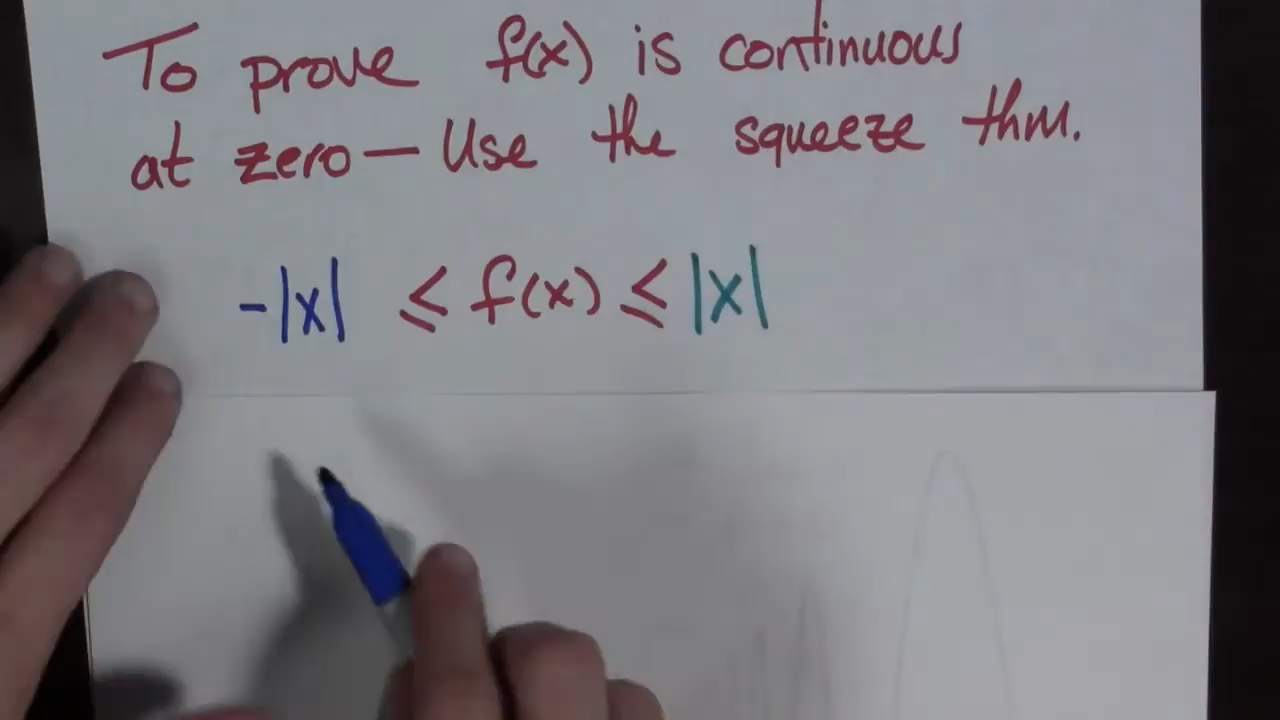 To prove f(x) is continuous
at zero — Use the squeeze thm.
-|x| ≤ f(x) ≤ |x|